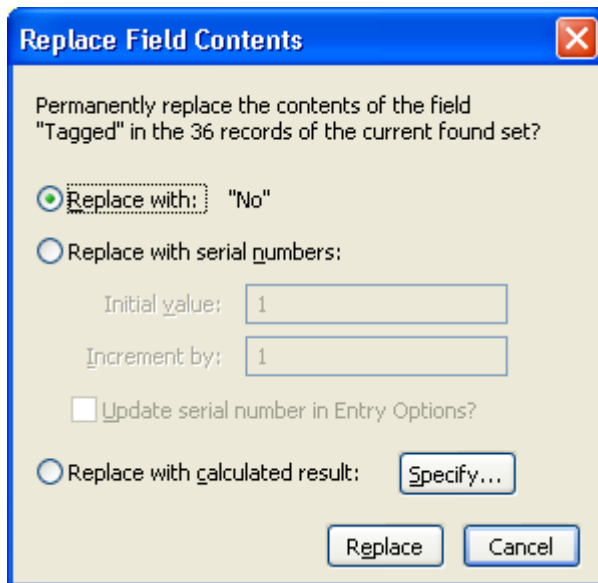 Replace Field Contents
Permanently replace the contents of the field
"Tagged" in the 36 records of the current found set?
Replace with: "No"
Replace with serial numbers:
Initial value: 1
Increment by: 1
Update serial number in Entry Options?
Replace with calculated result: Specify...
Replace Cancel